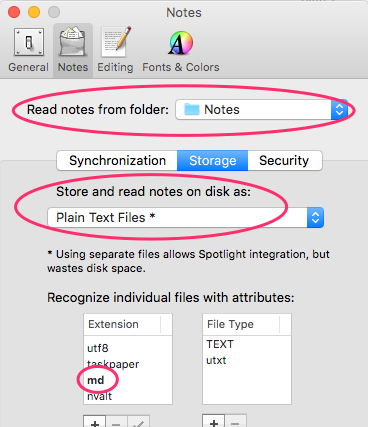 Notes
General Notes Editing Fonts & Colors
Read notes from folder: Notes
Synchronization Storage Security
Store and read notes on disk as:
Plain Text Files *
* Using separate files allows Spotlight integration, but
wastes disk space.
Recognize individual files with attributes:
Extension File Type
utf8 TEXT
taskpaper utxt
md
nvalt